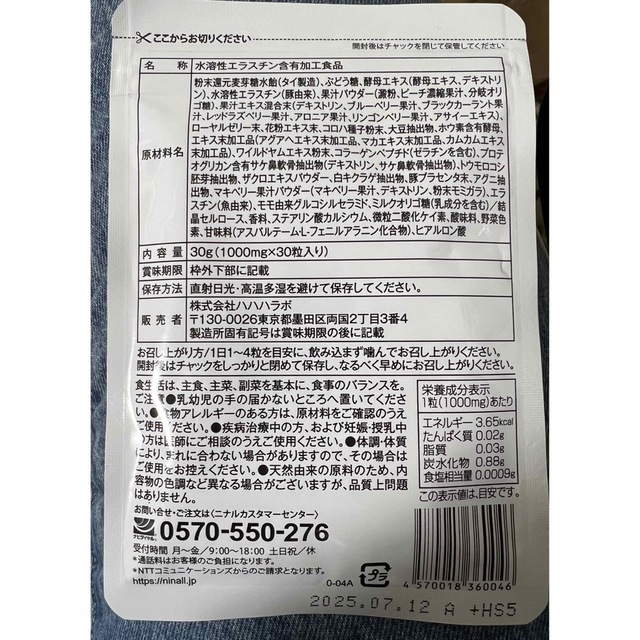 ここからお切りください
開封後はチャックを閉じて保管してください
名 称 水溶性エラスチン含有加工食品
原材料名
粉末還元麦芽糖水飴(タイ製造)、ぶどう糖、酵母エキス(酵母エキス、デキストリ
ン)、水溶性エラスチン(豚由来)、果汁パウダー(澱粉、ピーチ濃縮果汁、分岐オリ
ゴ糖)、果汁エキス混合末(デキストリン、ブルーベリー果汁、ブラックカーラント果
汁、レッドラズベリー果汁、アロニア果汁、リンゴンベリー果汁、アサイーエキス)、
ローヤルゼリー末、花粉エキス末、コロハ種子粉末、大豆抽出物、ホウ素含有酵母、
エキス末加工品(アグアヘエキス末加工品、マカエキス末加工品、カムカムエキス
末加工品)、ワイルドヤムエキス粉末、コラーゲンペプチド(ゼラチンを含む)、プロテ
オグリカン含有サケ鼻軟骨抽出物(デキストリン、サケ鼻軟骨抽出物)、トウモロコシ
胚芽抽出物、ザクロエキスパウダー、白キクラゲ抽出物、豚プラセンタ末、アタニ抽
出物、マキベリー果汁パウダー(マキベリー果汁、デキストリン、粉末モミガラ)、エラ
スチン(魚由来)、モモ由来グルコシルセラミド、ミルクオリゴ糖(乳成分を含む)/結
晶セルロース、香料、ステアリン酸カルシウム、微粒二酸化ケイ素、酸味料、野菜色
素、甘味料(アスパルテーム・L-フェニルアラニン化合物)、ヒアルロン酸
内 容 量 30g(1000mg×30粒入り)
賞味期限 枠外下部に記載
保存方法 直射日光・高温多湿を避けて保存してください。
販 売 者
株式会社ハハハラボ
〒130-0026東京都墨田区両国2丁目3番4
製造所固有記号は賞味期限の後に記載
お召し上がり方/1日1〜4粒を目安に、飲み込まず噛んでお召し上がりください。
開封後はチャックをしっかりと閉めて保存し、なるべく早めにお召し上がりください。
食生活は、主食、主菜、副菜を基本に、食事のバランスを。
ご注意●乳幼児の手の届かないところへ置いてください。
●食物アレルギーのある方は、原材料をご確認のうえ
ご使用ください。●疾病治療中の方、および妊娠・授乳中
の方は医師にご相談のうえご使用ください。●体調・体質
により、まれに合わない場合がありますので、その場合は
ご使用をお控えください。●天然由来の原料のため、内
容物の色調など異なる場合がございますが、品質上問題
はありません。
栄養成分表示
1粒(1000mg)あたり
エネルギー 3.65kcal
たんぱく質 0.02g
脂質 0.03g
炭水化物 0.88g
食塩相当量 0.0009g
この表示値は、目安です。
お問い合せ・ご注文は〈ニナルカスタマーセンター〉
ナビダイヤル
0570-550-276
受付時間 月〜金/9:00〜18:00 土日祝/休
*通話料はお客様のご負担になります。
*NTTコミュニケーションズからのご請求となります。
https://ninall.jp
0-04A
プラ
4 570018 360046
2025.07.12 A +HS5